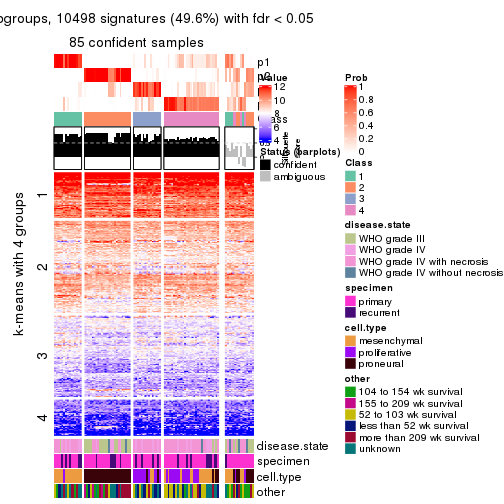 ogroups, 10498 signatures (49.6%) with fdr < 0.05
85 confident samples
p1
Value
12
10
8
6
4
Prob
1
0.8
0.6
0.4
0.2
0
Status (barplots)
confident
ambiguous
Class
1
2
3
4
k-means with 4 groups
1
2
3
4
disease.state
WHO grade III
WHO grade IV
WHO grade IV with necrosis
WHO grade IV without necrosis
specimen
primary
recurrent
cell.type
mesenchymal
proliferative
proneural
other
104 to 154 wk survival
155 to 209 wk survival
52 to 103 wk survival
less than 52 wk survival
more than 209 wk survival
unknown
disease.state
specimen
cell.type
other